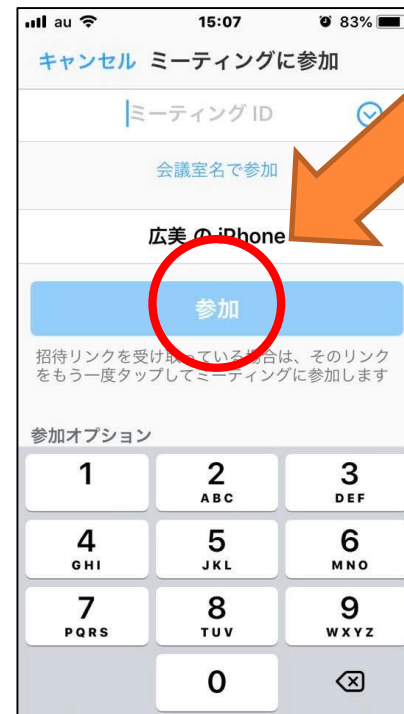 au 15:07 83%
キャンセル ミーティングに参加
ミーティング ID
会議室名で参加
広美 の iPhone
参加
招待リンクを受け取っている場合は、そのリンク
をもう一度タップしてミーティングに参加します
参加オプション
1 2 3
ABC DEF
4 5 6
GHI JKL MNO
7 8 9
PQRS TUV WXYZ
0